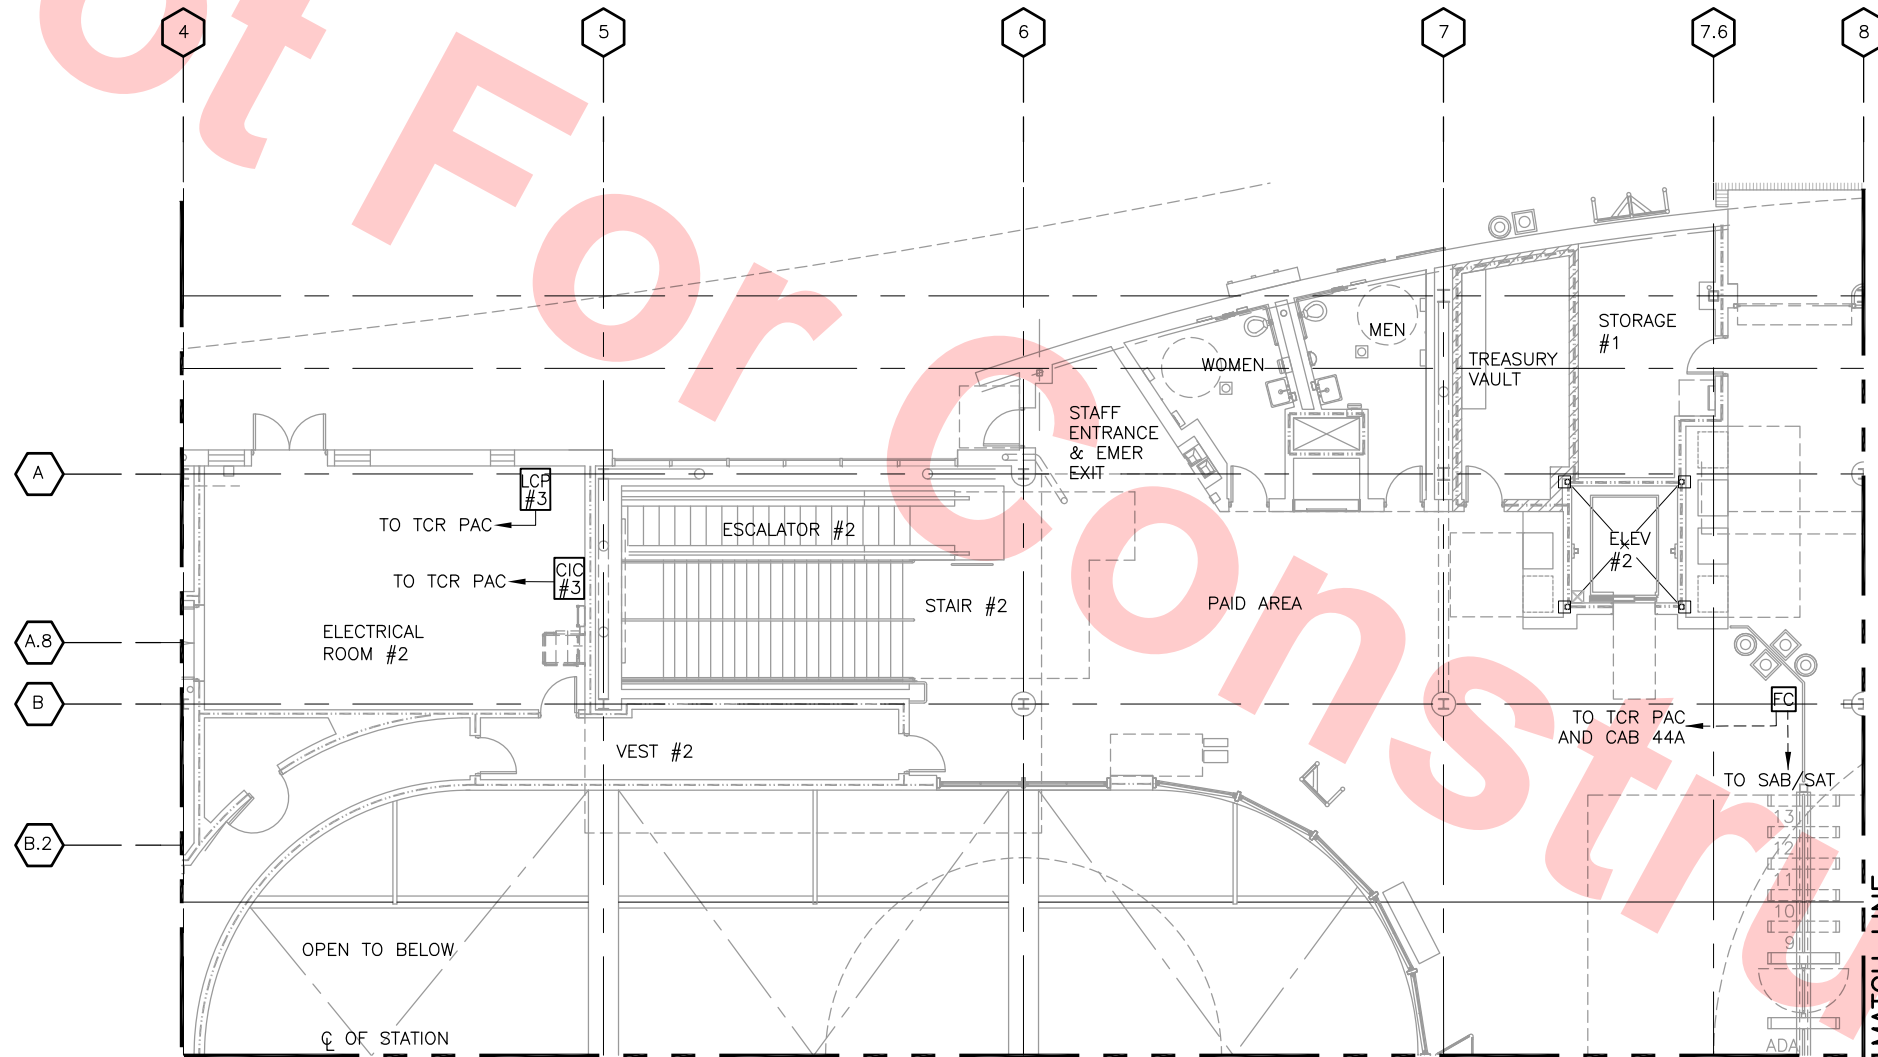 4
5
6
7
7.6
8
ot For Constru
MEN
STORAGE
#1
WOMEN
TREASURY
VAULT
STAFF
ENTRANCE
& EMER
EXIT
A
LCP
#3
TO TCR PAC
ESCALATOR #2
ELEV
#2
CIC
#3
TO TCR PAC
STAIR #2
PAID AREA
ELECTRICAL
ROOM #2
A.8
B
FC
TO TCR PAC
AND CAB 44A
VEST #2
TO SAB/SAT
13
12
11
10
9
ADA
B.2
OPEN TO BELOW
℄ OF STATION
MATCH LINE